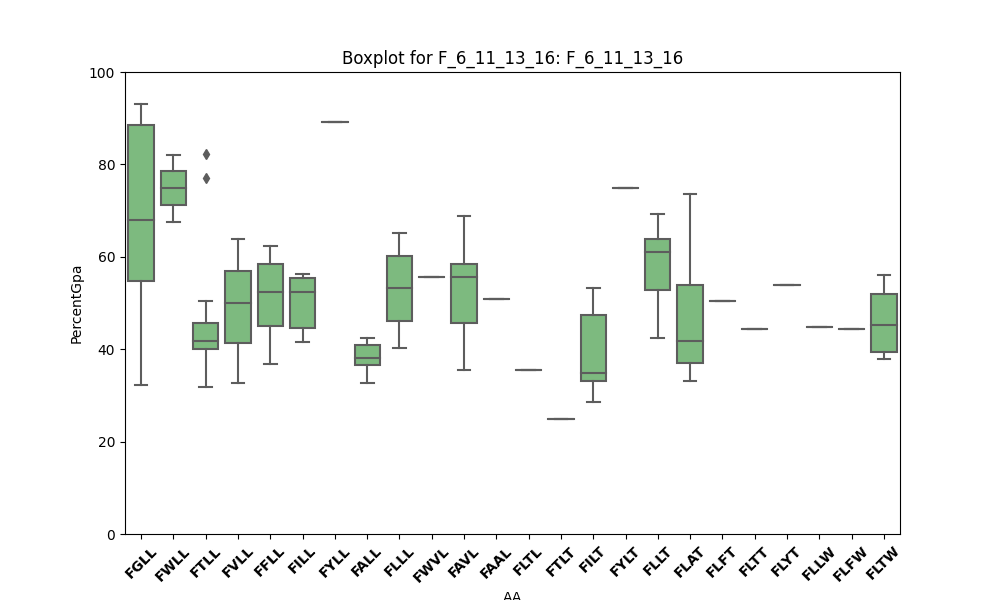 Boxplot for F_6_11_13_16: F_6_11_13_16
100
80
60
40
20
0
PercentGpa
FGLL FWLL FTLL FVLL FFLL FILL FYLL FALL FLLL FWVL FAVL FAAL FLTL FTLT FILT FYLT FLLT FLAT FLFT FLTT FLYT FLLW FLFW FLTW
AA